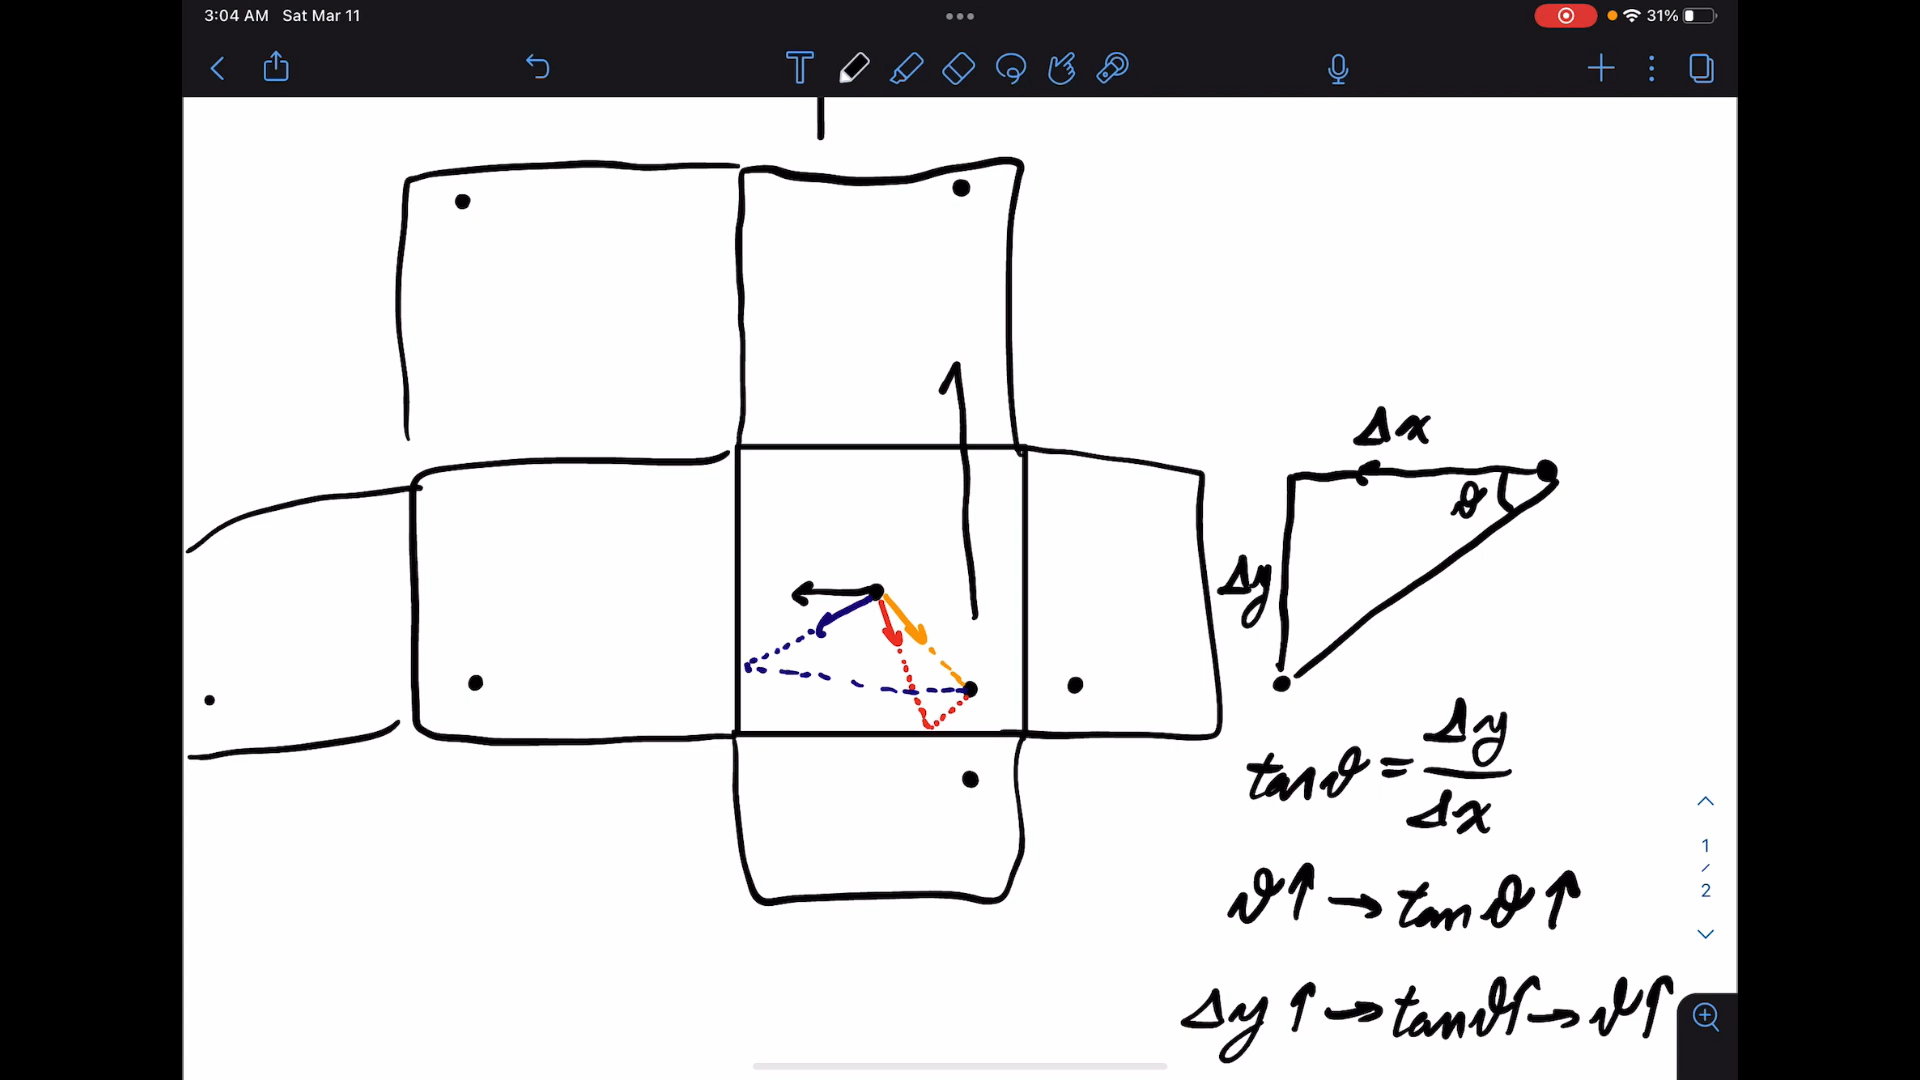 3:04 AM Sat Mar 11
31%
Δx
ϑ
Δy
tanϑ = Δy/Δx
1
/
2
ϑ↑ → tanϑ↑
Δy↑ → tanϑ↑ → ϑ↑